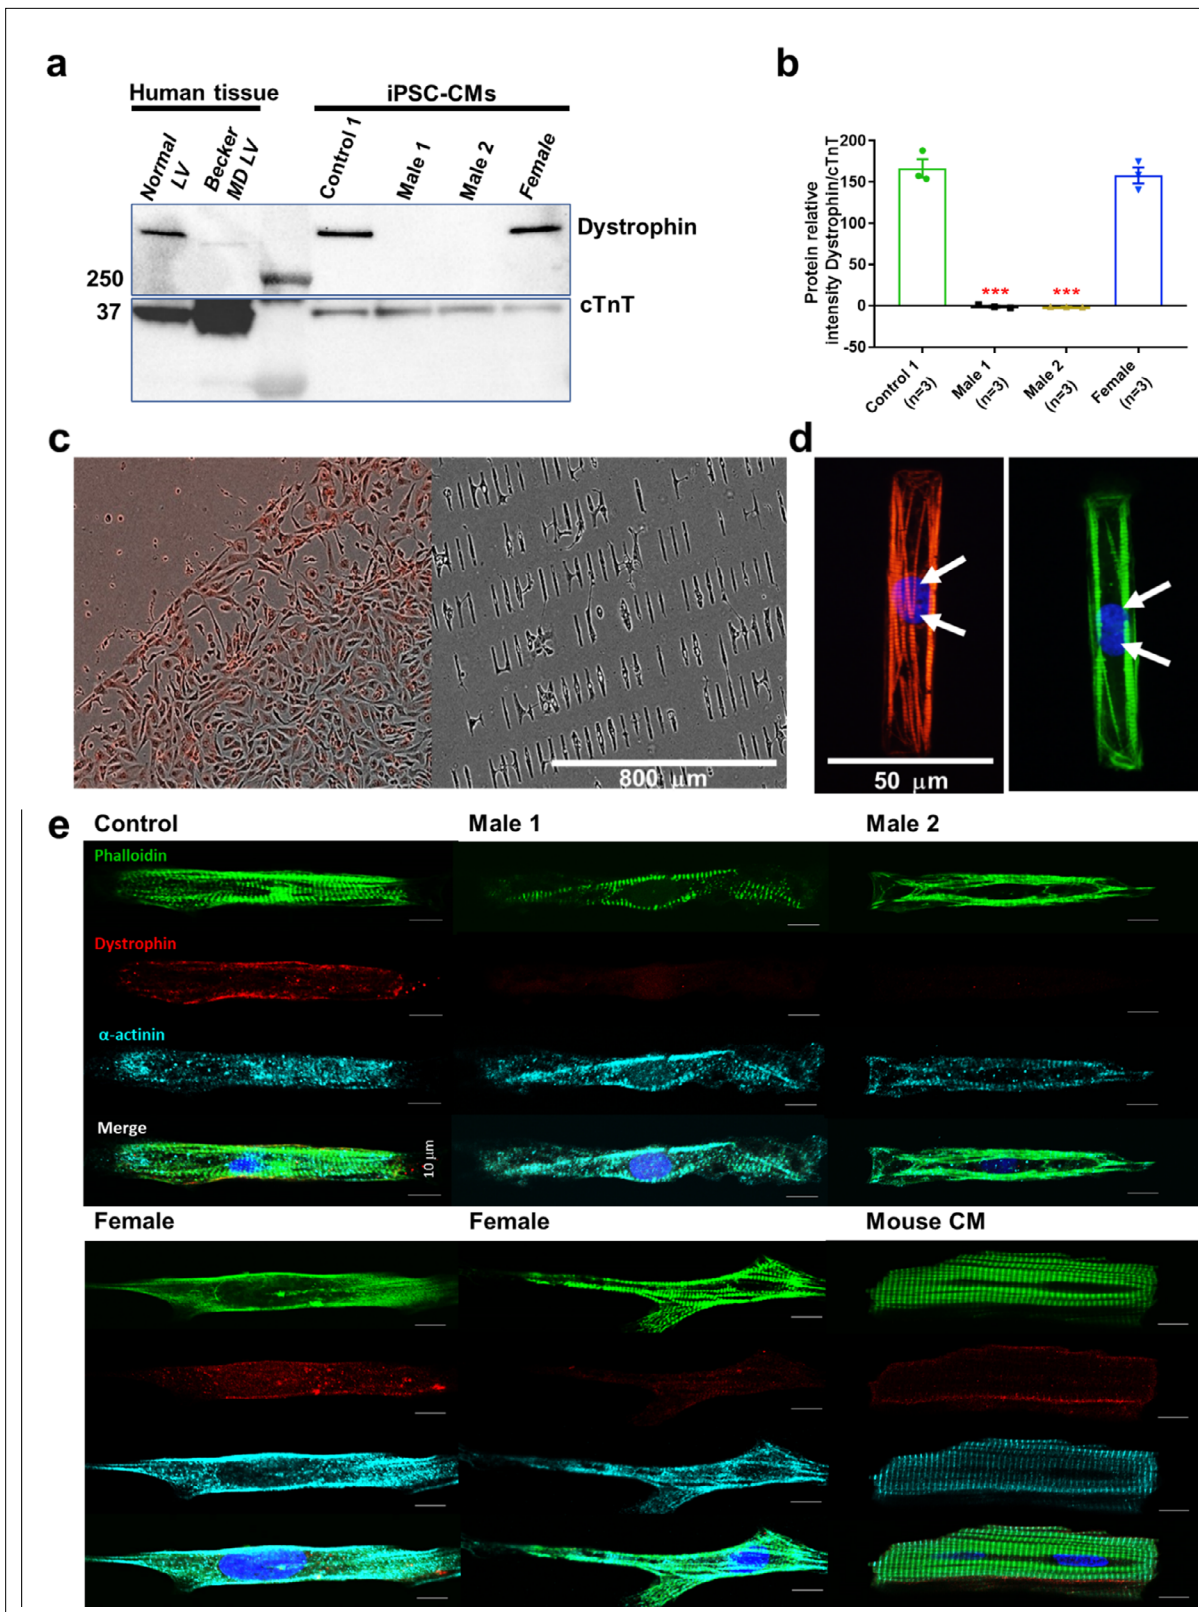 a
Human tissue
iPSC-CMs
Normal
LV
Becker
MD LV
Control 1
Male 1
Male 2
Female
Dystrophin
250
37
cTnT
b
Protein relative
intensity Dystrophin/cTnT
200
150
100
50
0
-50
***
***
Control 1
(n=3)
Male 1
(n=3)
Male 2
(n=3)
Female
(n=3)
c
800 μm
d
50 μm
e
Control
Male 1
Male 2
Phalloidin
Dystrophin
α-actinin
Merge
10 μm
Female
Female
Mouse CM